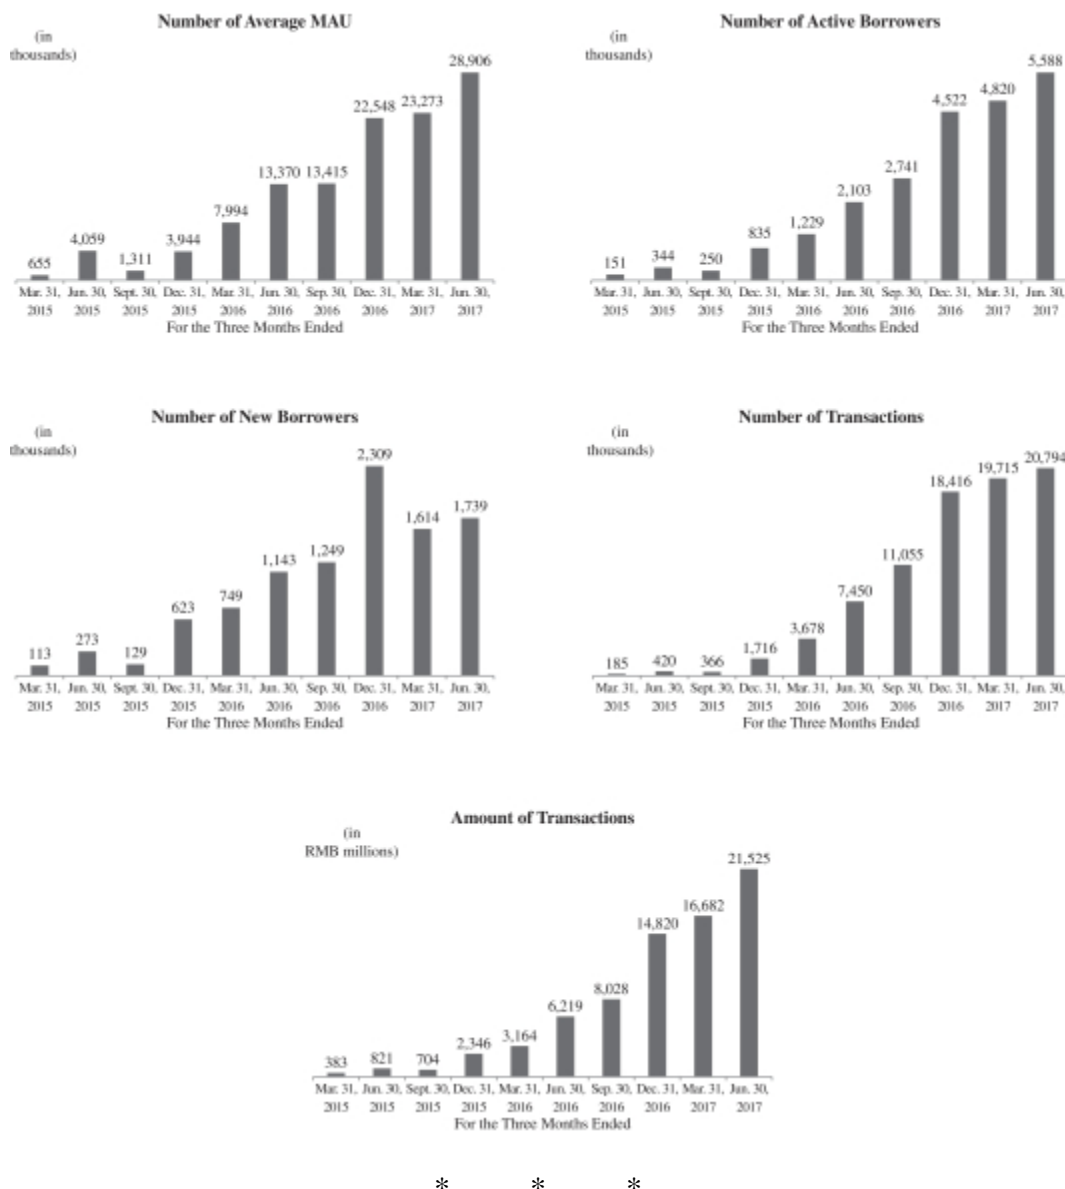 Number of Average MAU
(in
thousands)
28,906
22,548 23,273
13,370 13,415
7,994
4,059
3,944
1,311
655
Mar. 31, Jun. 30, Sept. 30, Dec. 31, Mar. 31, Jun. 30, Sep. 30, Dec. 31, Mar. 31, Jun. 30,
2015 2015 2015 2015 2016 2016 2016 2016 2017 2017
For the Three Months Ended
Number of Active Borrowers
(in
thousands)
5,588
4,820
4,522
2,741
2,103
1,229
835
344
250
151
Mar. 31, Jun. 30, Sept. 30, Dec. 31, Mar. 31, Jun. 30, Sep. 30, Dec. 31, Mar. 31, Jun. 30,
2015 2015 2015 2015 2016 2016 2016 2016 2017 2017
For the Three Months Ended
Number of New Borrowers
(in
thousands)
2,309
1,739
1,614
1,249
1,143
749
623
273
113 129
Mar. 31, Jun. 30, Sept. 30, Dec. 31, Mar. 31, Jun. 30, Sep. 30, Dec. 31, Mar. 31, Jun. 30,
2015 2015 2015 2015 2016 2016 2016 2016 2017 2017
For the Three Months Ended
Number of Transactions
(in
thousands)
20,794
19,715
18,416
11,055
7,450
3,678
1,716
185 420 366
Mar. 31, Jun. 30, Sept. 30, Dec. 31, Mar. 31, Jun. 30, Sep. 30, Dec. 31, Mar. 31, Jun. 30,
2015 2015 2015 2015 2016 2016 2016 2016 2017 2017
For the Three Months Ended
Amount of Transactions
(in
RMB millions)
21,525
16,682
14,820
8,028
6,219
3,164
2,346
383 821 704
Mar. 31, Jun. 30, Sept. 30, Dec. 31, Mar. 31, Jun. 30, Sep. 30, Dec. 31, Mar. 31, Jun. 30,
2015 2015 2015 2015 2016 2016 2016 2016 2017 2017
For the Three Months Ended
* * *